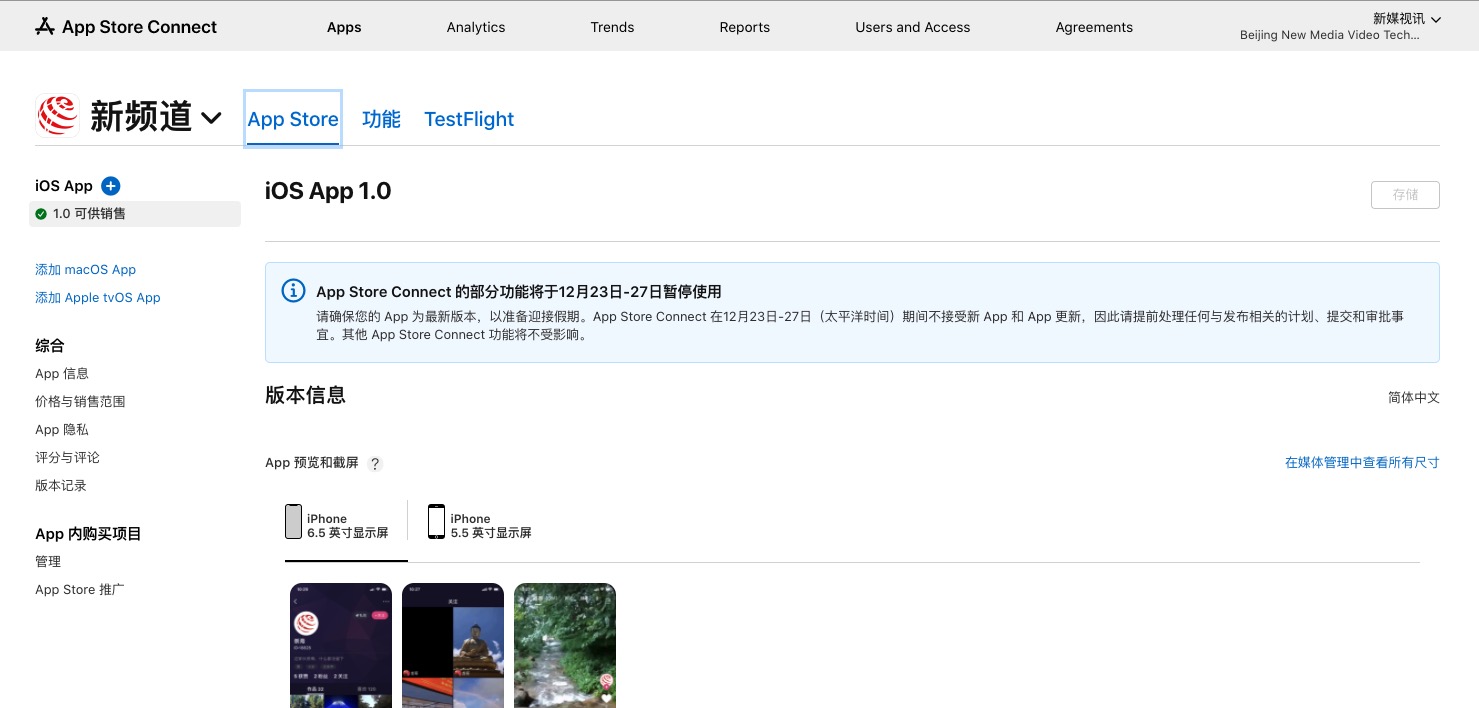 App Store Connect
Apps
Analytics
Trends
Reports
Users and Access
Agreements
新媒视讯
Beijing New Media Video Tech...
新频道
App Store
功能
TestFlight
iOS App
1.0 可供销售
添加 macOS App
添加 Apple tvOS App
综合
App 信息
价格与销售范围
App 隐私
评分与评论
版本记录
App 内购买项目
管理
App Store 推广
iOS App 1.0
存储
App Store Connect 的部分功能将于12月23日-27日暂停使用
请确保您的 App 为最新版本，以准备迎接假期。App Store Connect 在12月23日-27日（太平洋时间）期间不接受新 App 和 App 更新，因此请提前处理任何与发布相关的计划、提交和审批事
宜。其他 App Store Connect 功能将不受影响。
版本信息
简体中文
App 预览和截屏 ?
在媒体管理中查看所有尺寸
iPhone
6.5 英寸显示屏
iPhone
5.5 英寸显示屏
关注